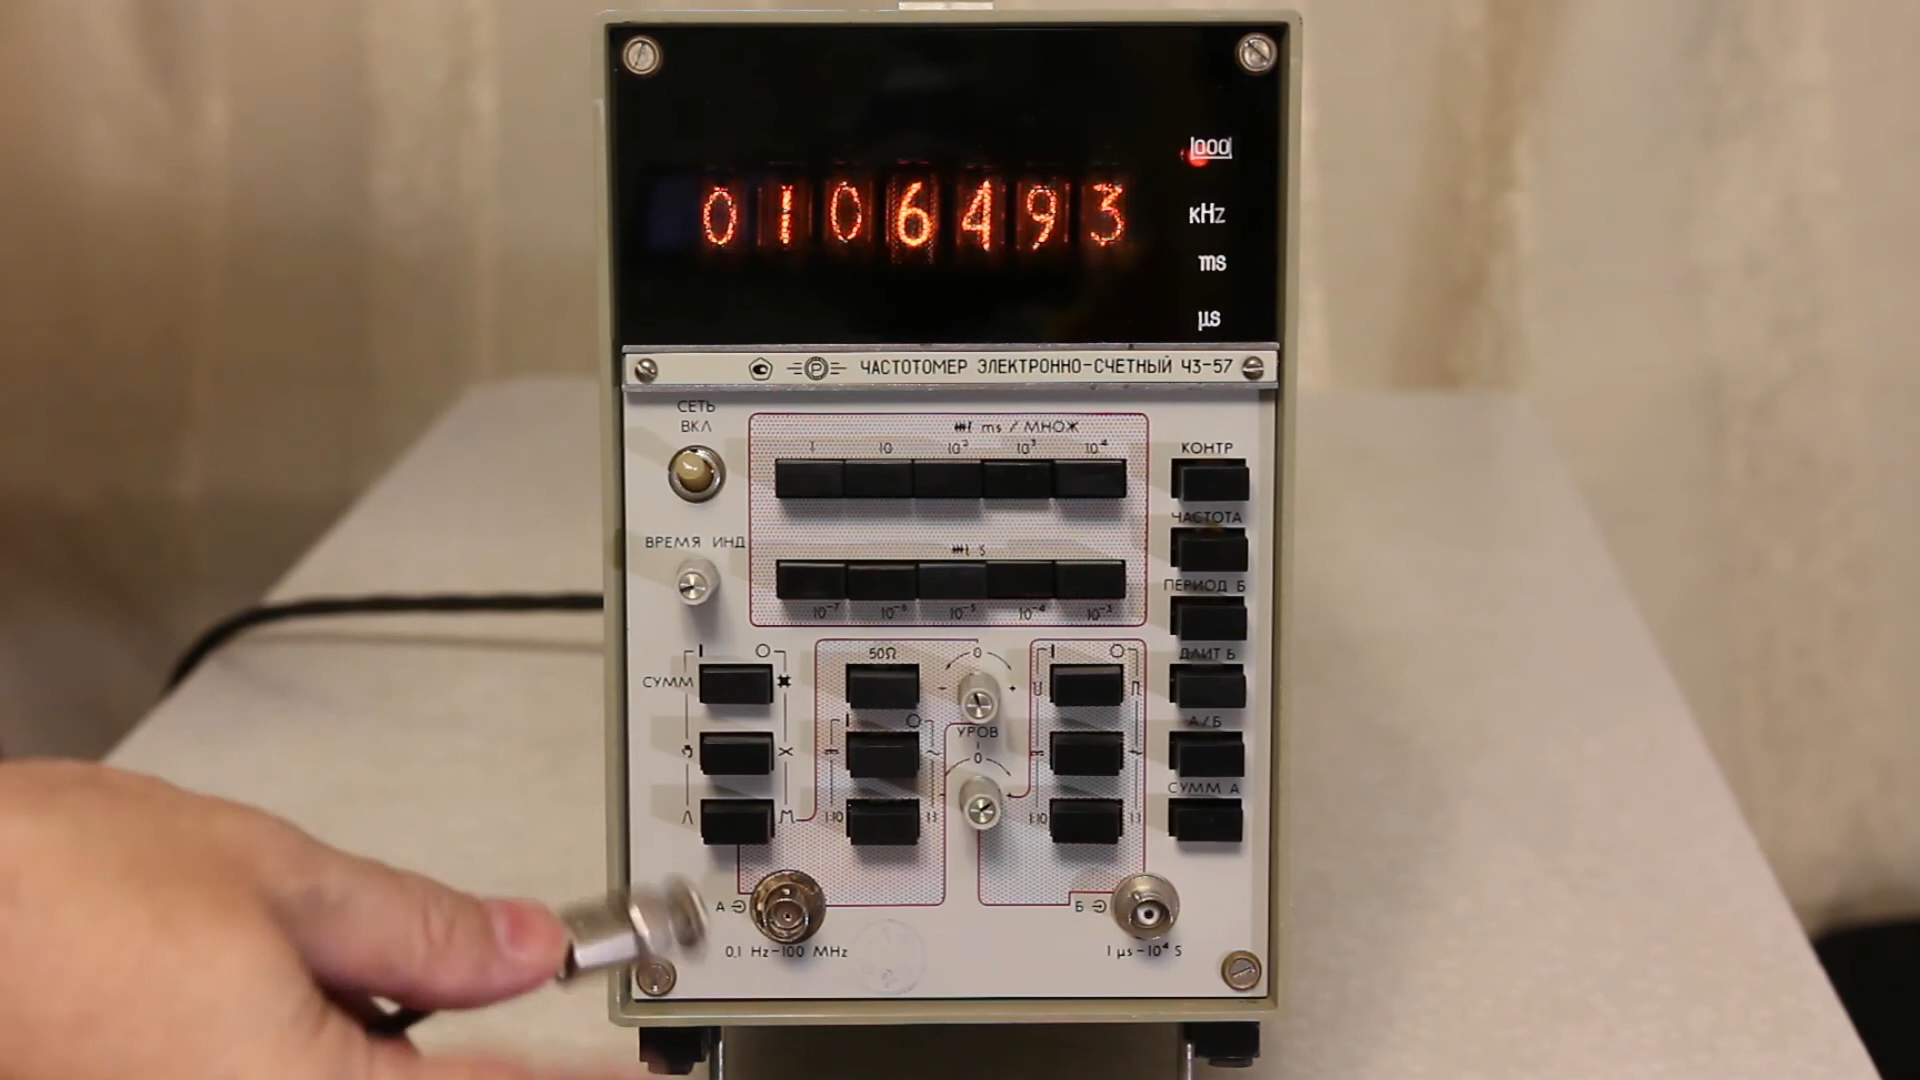 0106493
000
кHz
ms
μs
ЧАСТОТОМЕР ЭЛЕКТРОННО-СЧЕТНЫЙ Ч3-57
СЕТЬ
ВКЛ
ms / МНОЖ
1 10 10² 10³ 10⁴
КОНТР
ЧАСТОТА
ВРЕМЯ ИНД
S
10⁻⁷ 10⁻⁶ 10⁻⁵ 10⁻⁴ 10⁻³
ПЕРИОД Б
ДЛИТ Б
50Ω
0
- +
СУММ
А/Б
УРОВ
0
СУММ А
1:10 1:1
1:10 1:1
А
Б
0,1 Hz-100 MHz
1 μs-10⁴ S